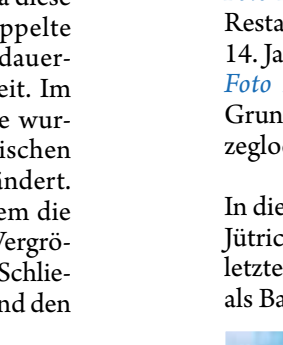 diese
ppelte
dauer-
eit. Im
e wur-
ischen
ändert.
em die
Vergrö-
Schlie-
nd den
Resta
14. Ja
Foto
Grun
zeglo
In die
Jütric
letzte
als Ba